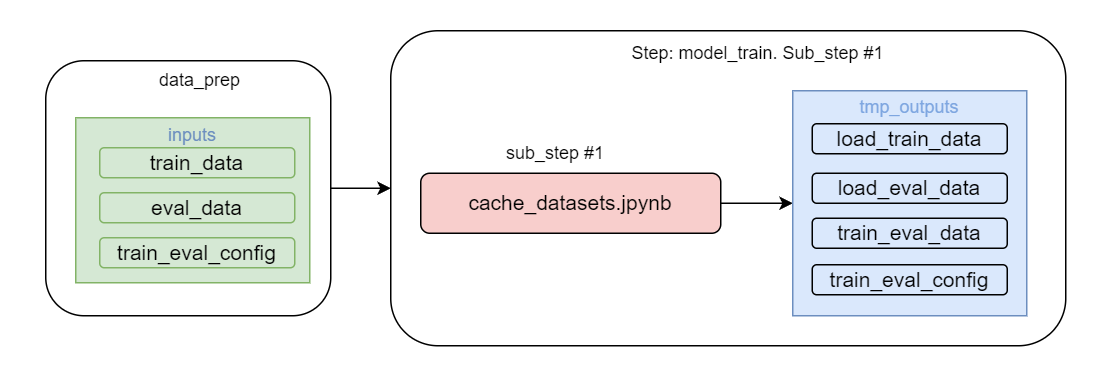 data_prep
inputs
train_data
eval_data
train_eval_config
Step: model_train. Sub_step #1
sub_step #1
cache_datasets.jpynb
tmp_outputs
load_train_data
load_eval_data
train_eval_data
train_eval_config